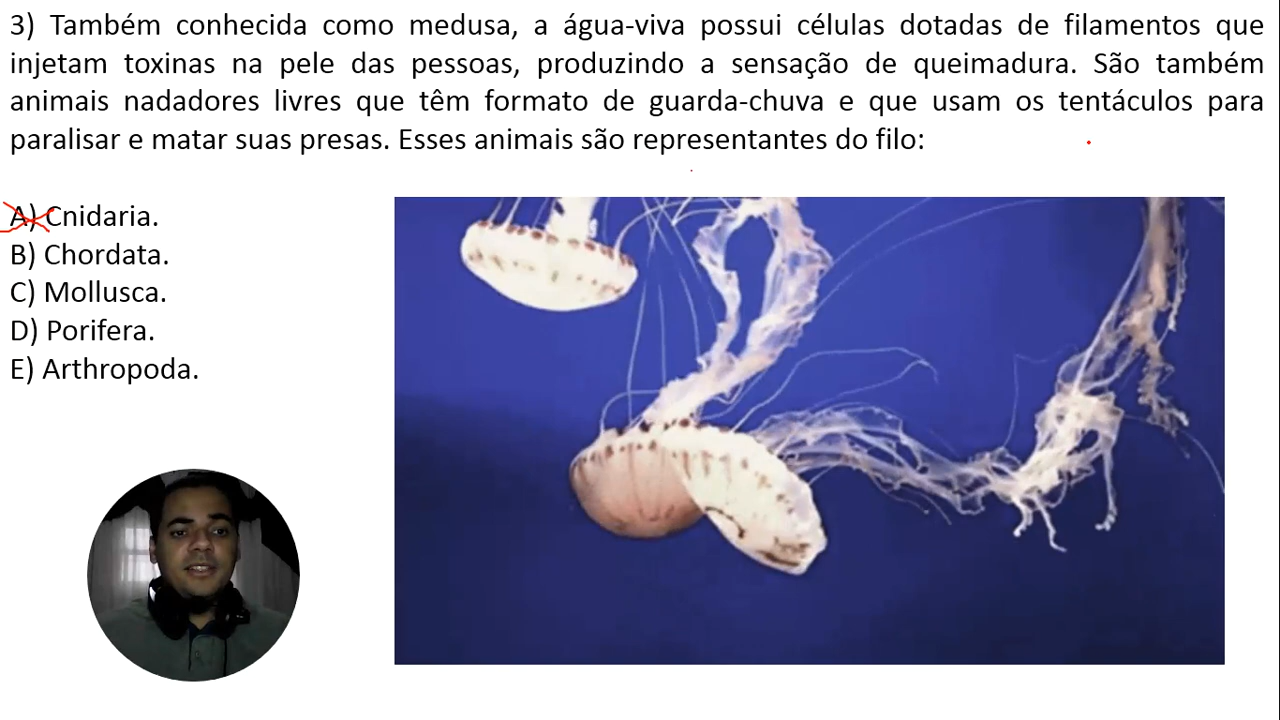 3) Também conhecida como medusa, a água-viva possui células dotadas de filamentos que
injetam toxinas na pele das pessoas, produzindo a sensação de queimadura. São também
animais nadadores livres que têm formato de guarda-chuva e que usam os tentáculos para
paralisar e matar suas presas. Esses animais são representantes do filo:
A) Cnidaria.
B) Chordata.
C) Mollusca.
D) Porifera.
E) Arthropoda.